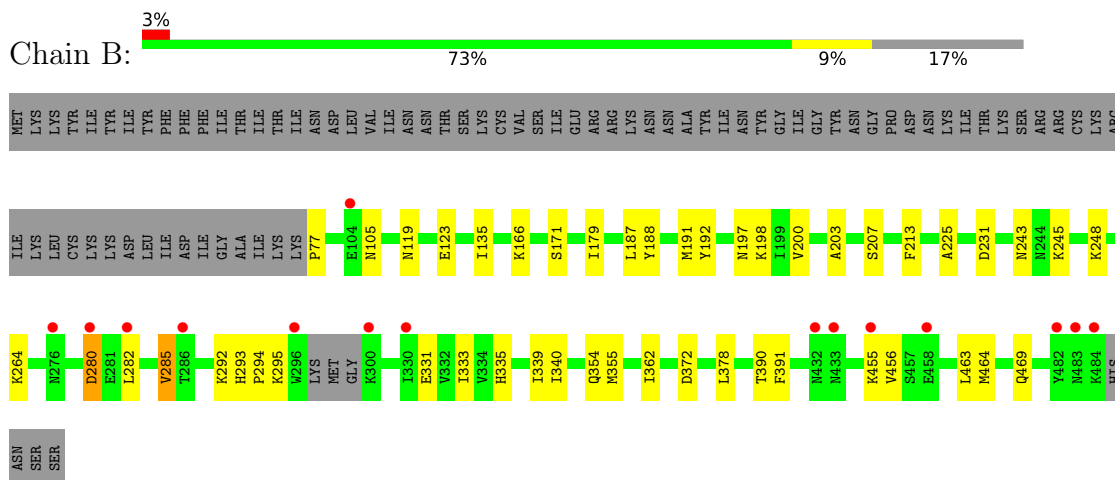 3%
Chain B:
73% 9% 17%
MET LYS LYS TYR ILE TYR ILE TYR PHE PHE PHE ILE THR ILE THR ILE ASN ASP LEU VAL ILE ASN ASN THR SER LYS CYS VAL SER ILE GLU ARG ARG LYS ASN ASN ALA TYR ILE ASN TYR GLY ILE GLY TYR ASN GLY PRO ASP ASN LYS ILE THR LYS SER ARG ARG CYS LYS ARG
ILE LYS LEU CYS LYS LYS ASP LEU ILE ASP ILE GLY ALA ILE LYS LYS P77 E104 N105 N119 E123 I135 K166 S171 I179 L187 Y188 M191 Y192 N197 K198 I199 V200 A203 S207 F213 A225 D231 N243 N244 K245 K248
K264 N276 D280 E281 L282 V285 T286 K292 H293 P294 K295 W296 LYS MET GLY K300 I330 E331 V332 I333 V334 H335 I339 I340 Q354 M355 I362 D372 L378 T390 F391 N432 N433 K455 V456 S457 E458 L463 M464 Q469 Y482 N483 K484 HIS
ASN SER SER